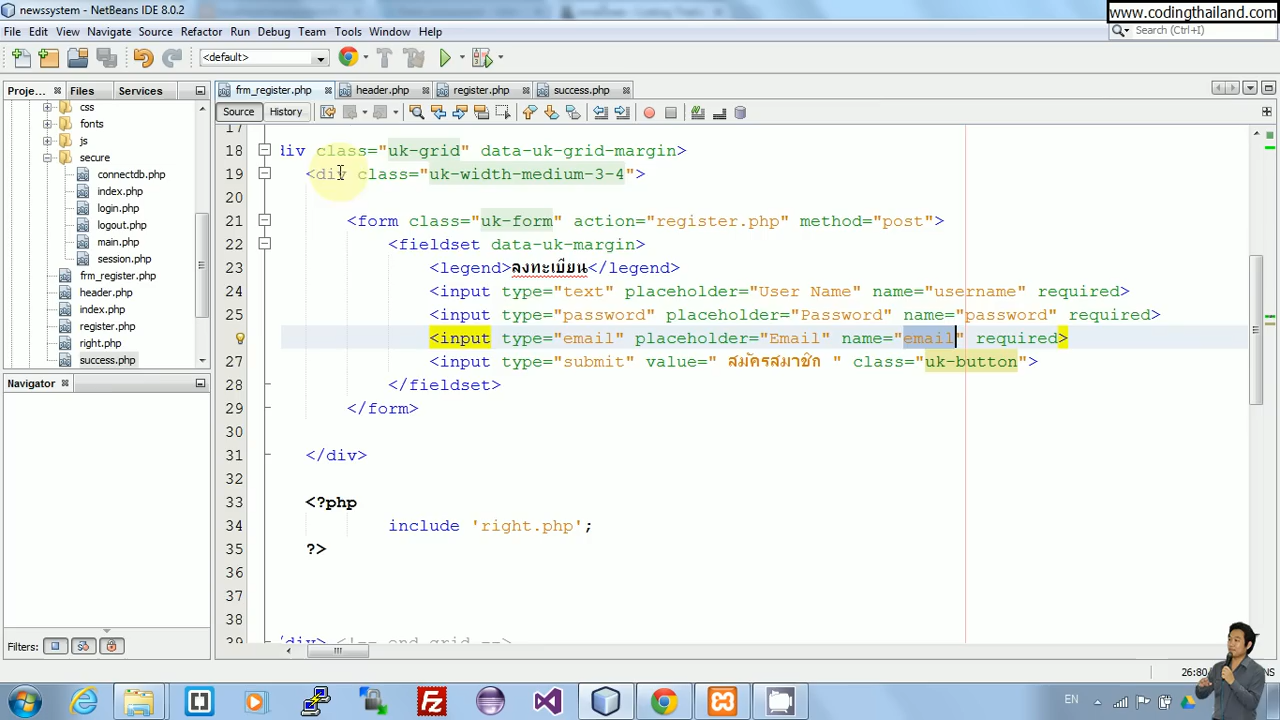 newssystem - NetBeans IDE 8.0.2
www.codingthailand.com
File Edit View Navigate Source Refactor Run Debug Team Tools Window Help
Search (Ctrl+I)
<default>
Proje... Files Services
frm_register.php header.php register.php success.php
Source History
css
fonts
js
secure
connectdb.php
index.php
login.php
logout.php
main.php
session.php
frm_register.php
header.php
index.php
register.php
right.php
success.php
Navigator
Filters:
17
18 div class="uk-grid" data-uk-grid-margin>
19 <div class="uk-width-medium-3-4">
20
21 <form class="uk-form" action="register.php" method="post">
22 <fieldset data-uk-margin>
23 <legend>ลงทะเบียน</legend>
24 <input type="text" placeholder="User Name" name="username" required>
25 <input type="password" placeholder="Password" name="password" required>
<input type="email" placeholder="Email" name="email" required>
27 <input type="submit" value=" สมัครสมาชิก " class="uk-button">
28 </fieldset>
29 </form>
30
31 </div>
32
33 <?php
34 include 'right.php';
35 ?>
36
37
38
39 /div> <!-- end grid -->
26:80
EN